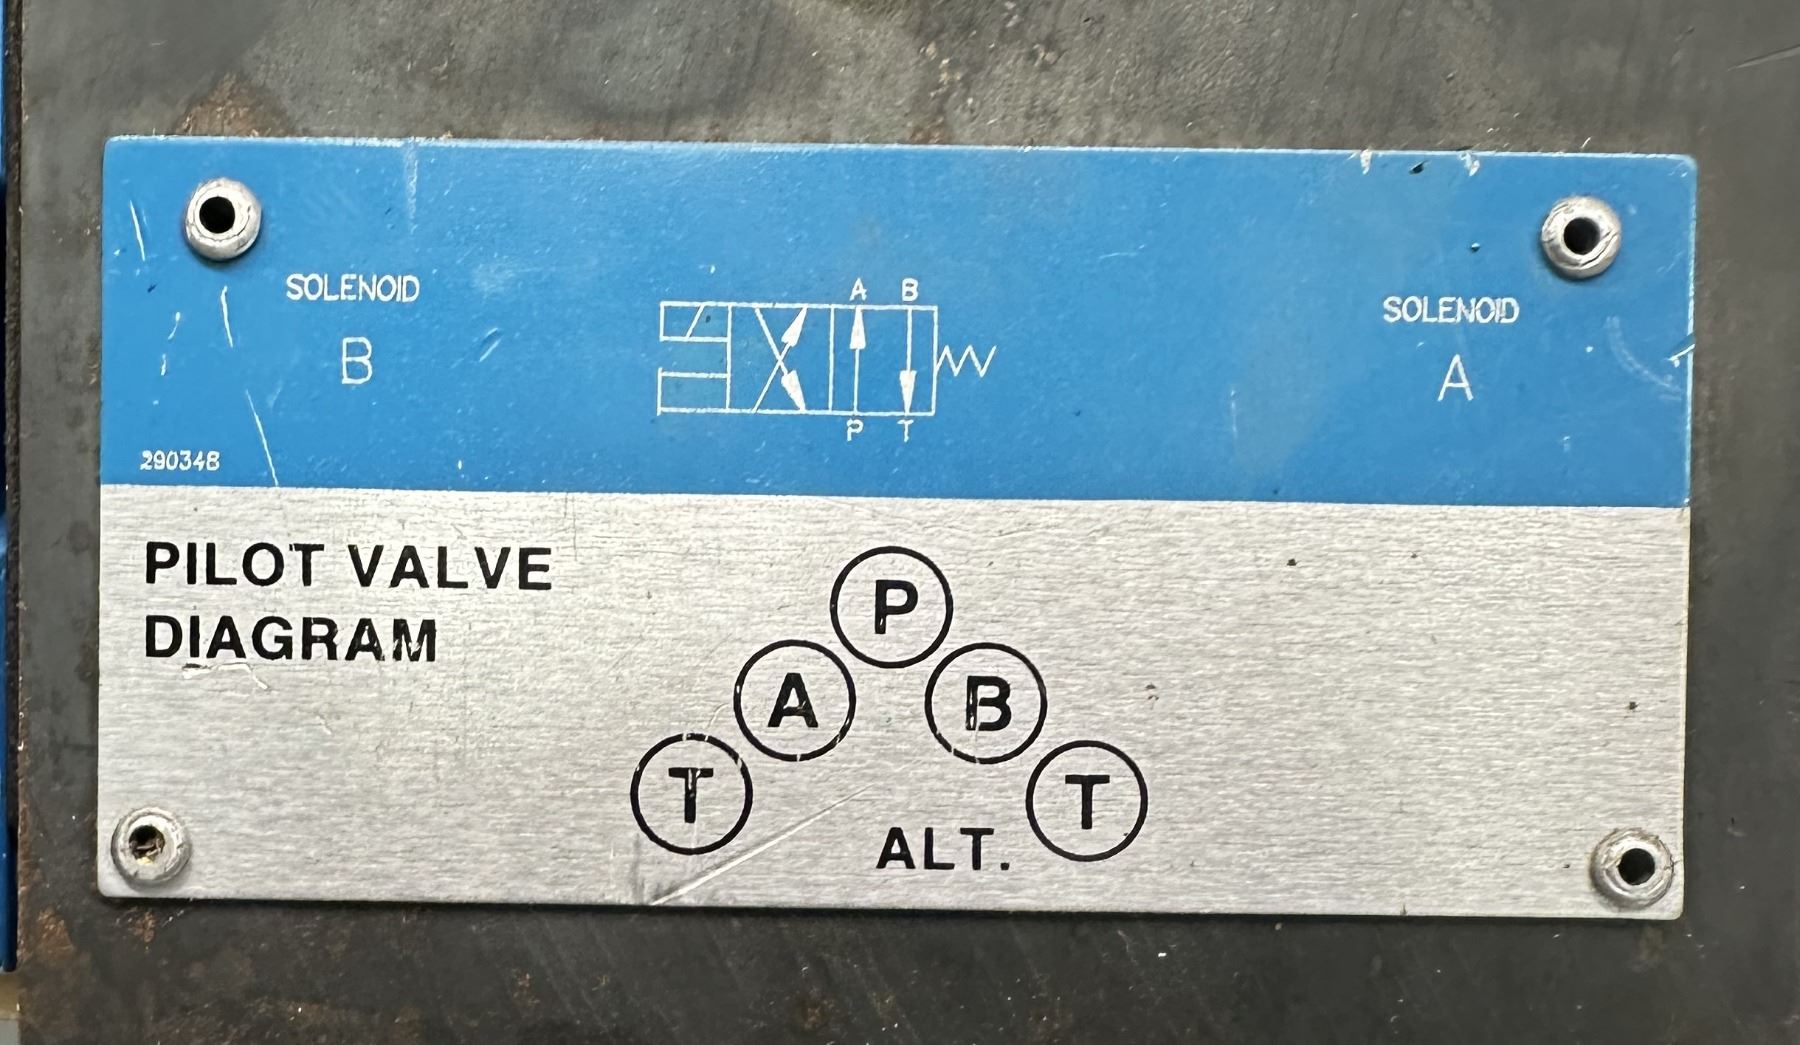 SOLENOID
B
A B
P T
SOLENOID
A
290348
PILOT VALVE
DIAGRAM
P
A B
T T
ALT.